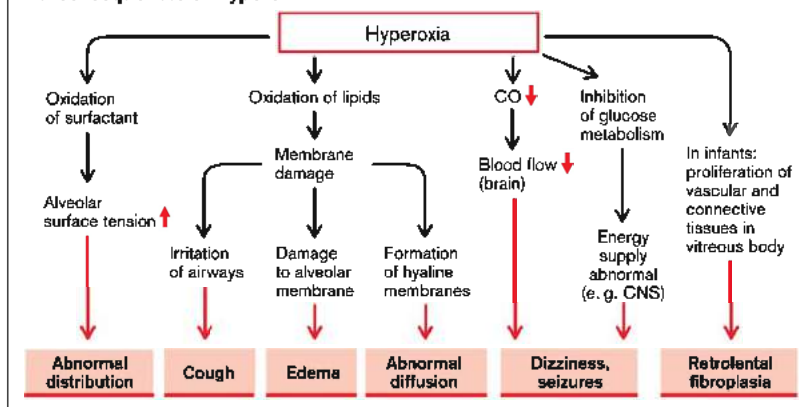 Hyperoxia
Oxidation
of surfactant
Alveolar
surface tension
Oxidation of lipids
Membrane
damage
Irritation
of airways
Damage
to alveolar
membrane
Formation
of hyaline
membranes
CO
Blood flow
(brain)
Inhibition
of glucose
metabolism
Energy
supply
abnormal
(e. g. CNS)
In infants:
proliferation of
vascular and
connective
tissues in
vitreous body
Abnormal
distribution
Cough
Edema
Abnormal
diffusion
Dizziness,
seizures
Retrolental
fibroplasia